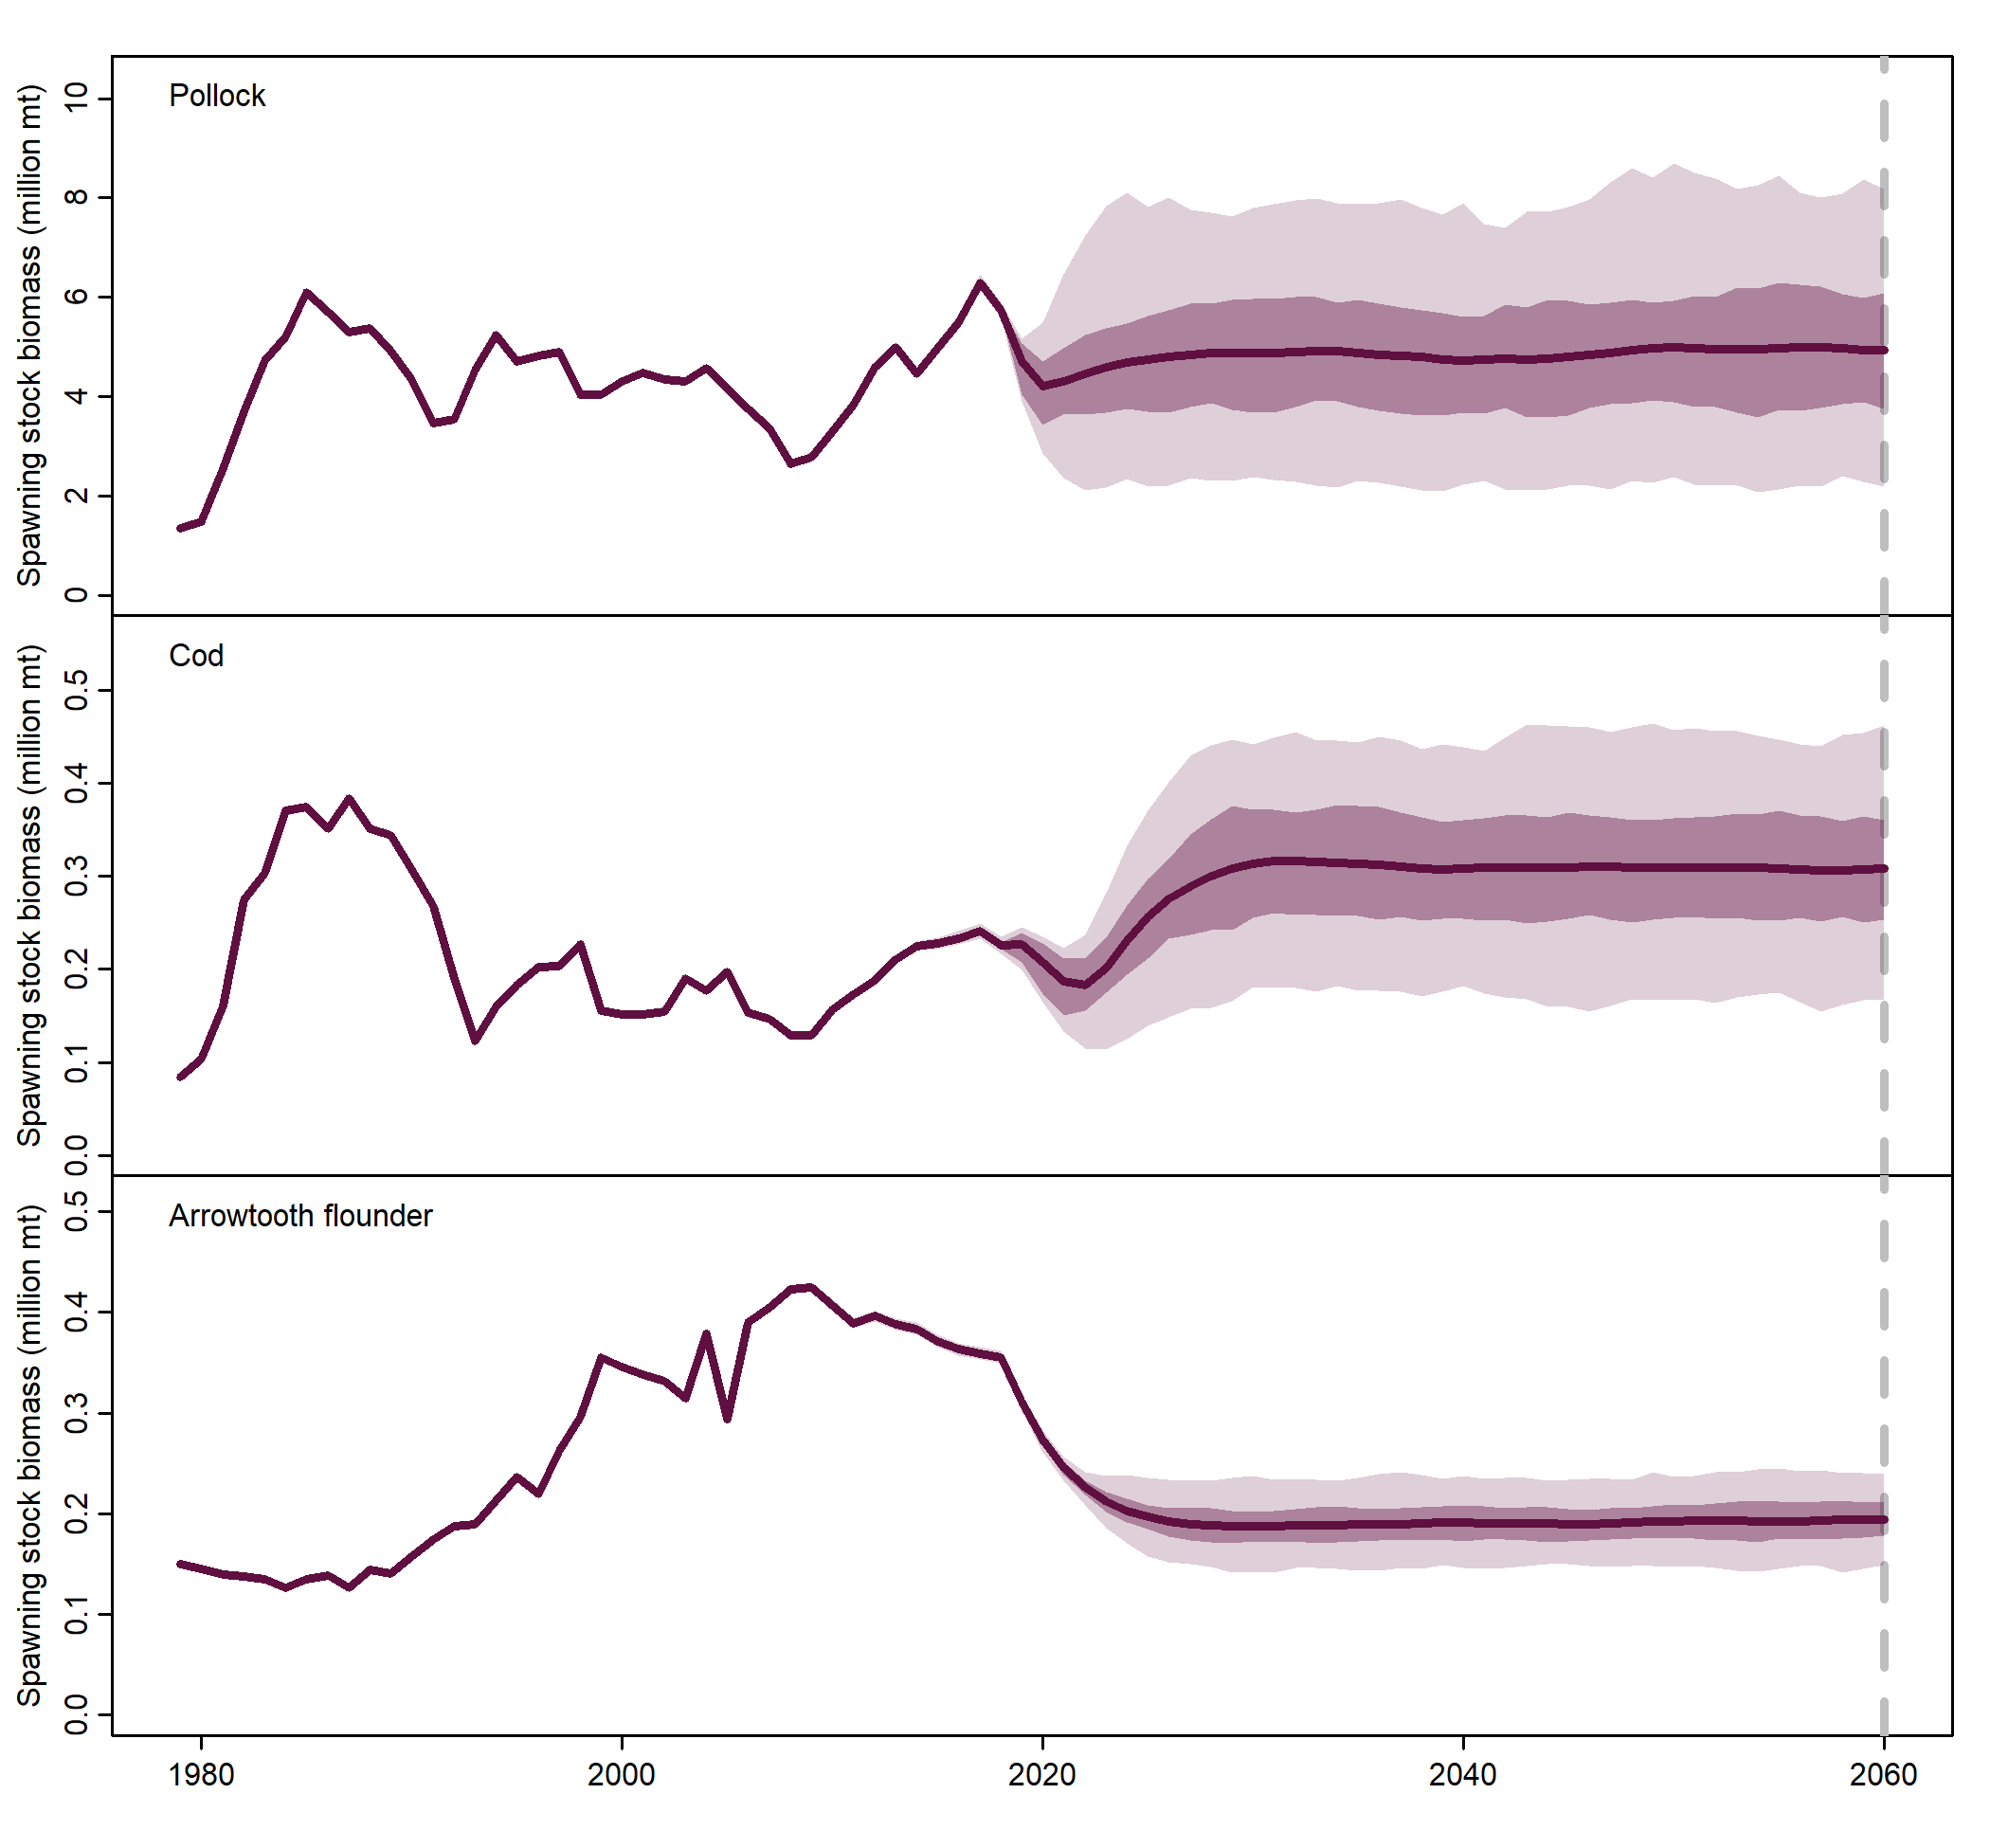 Pollock
Spawning stock biomass (million mt)
10
8
6
4
2
0
Cod
Spawning stock biomass (million mt)
0.5
0.4
0.3
0.2
0.1
0.0
Arrowtooth flounder
Spawning stock biomass (million mt)
0.5
0.4
0.3
0.2
0.1
0.0
1980 2000 2020 2040 2060